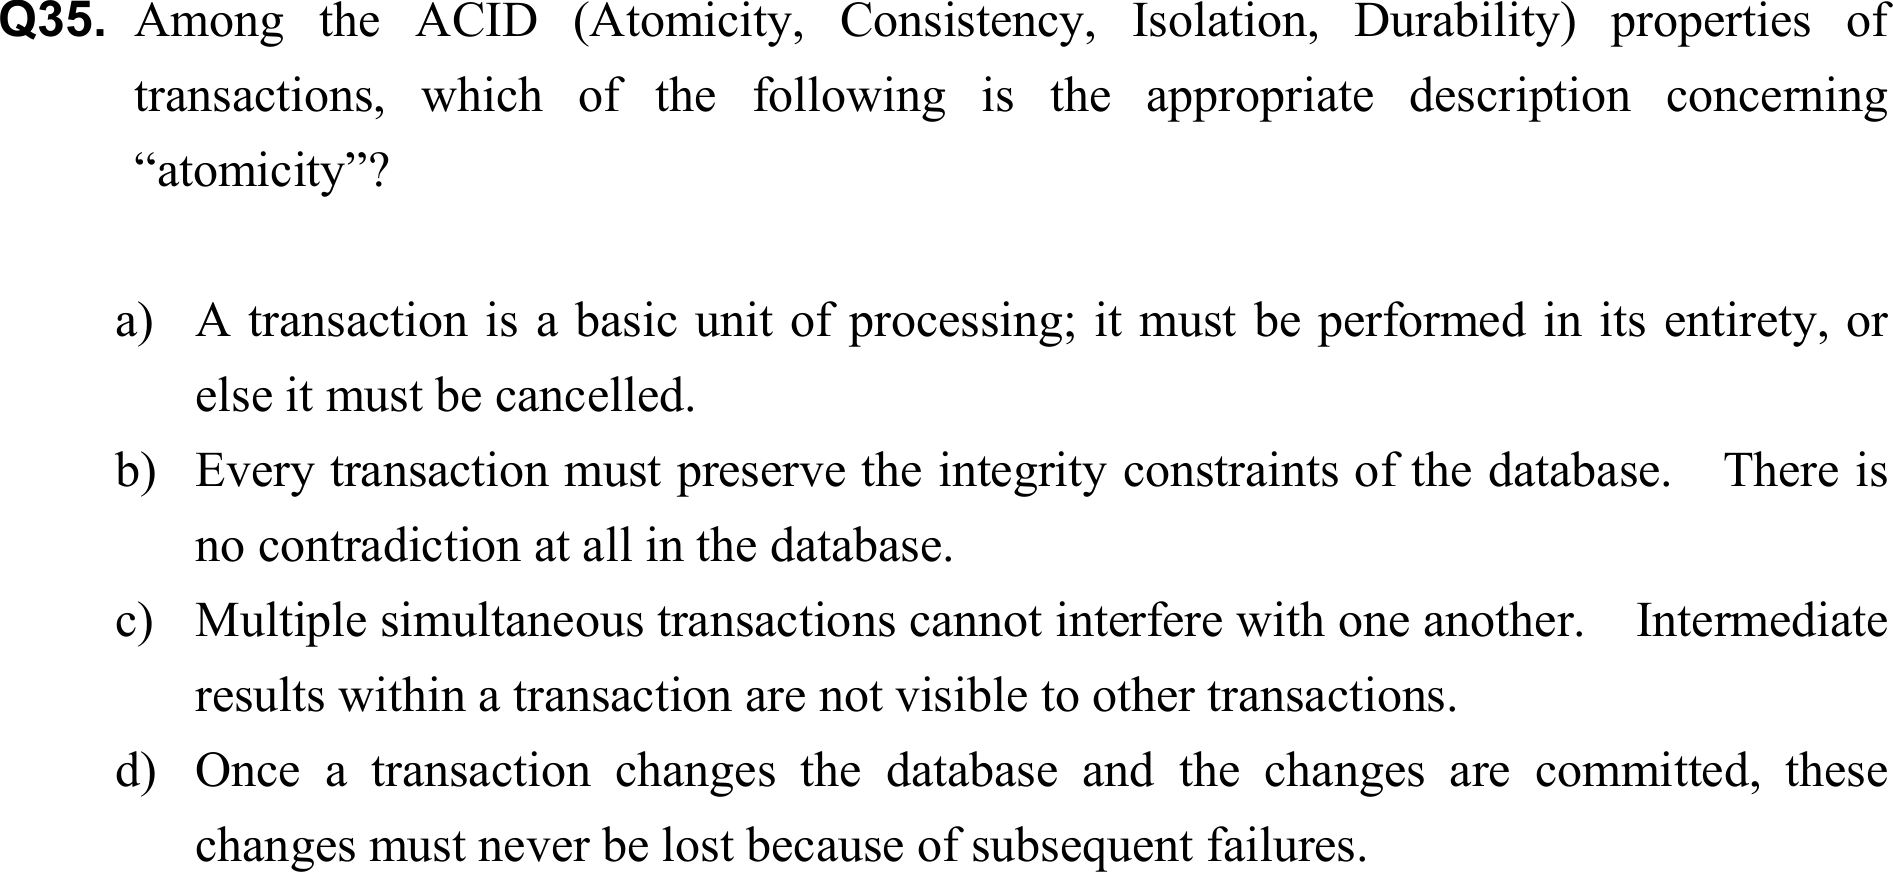 Q35. Among the ACID (Atomicity, Consistency, Isolation, Durability) properties of
transactions, which of the following is the appropriate description concerning
“atomicity”?
a) A transaction is a basic unit of processing; it must be performed in its entirety, or
else it must be cancelled.
b) Every transaction must preserve the integrity constraints of the database. There is
no contradiction at all in the database.
c) Multiple simultaneous transactions cannot interfere with one another. Intermediate
results within a transaction are not visible to other transactions.
d) Once a transaction changes the database and the changes are committed, these
changes must never be lost because of subsequent failures.